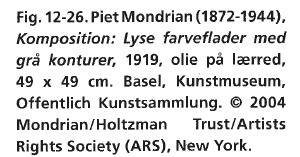 Fig. 12-26. Piet Mondrian (1872-1944),
Komposition: Lyse farveflader med
grå konturer, 1919, olie på lærred,
49 x 49 cm. Basel, Kunstmuseum,
Offentlich Kunstsammlung. © 2004
Mondrian/Holtzman Trust/Artists
Rights Society (ARS), New York.